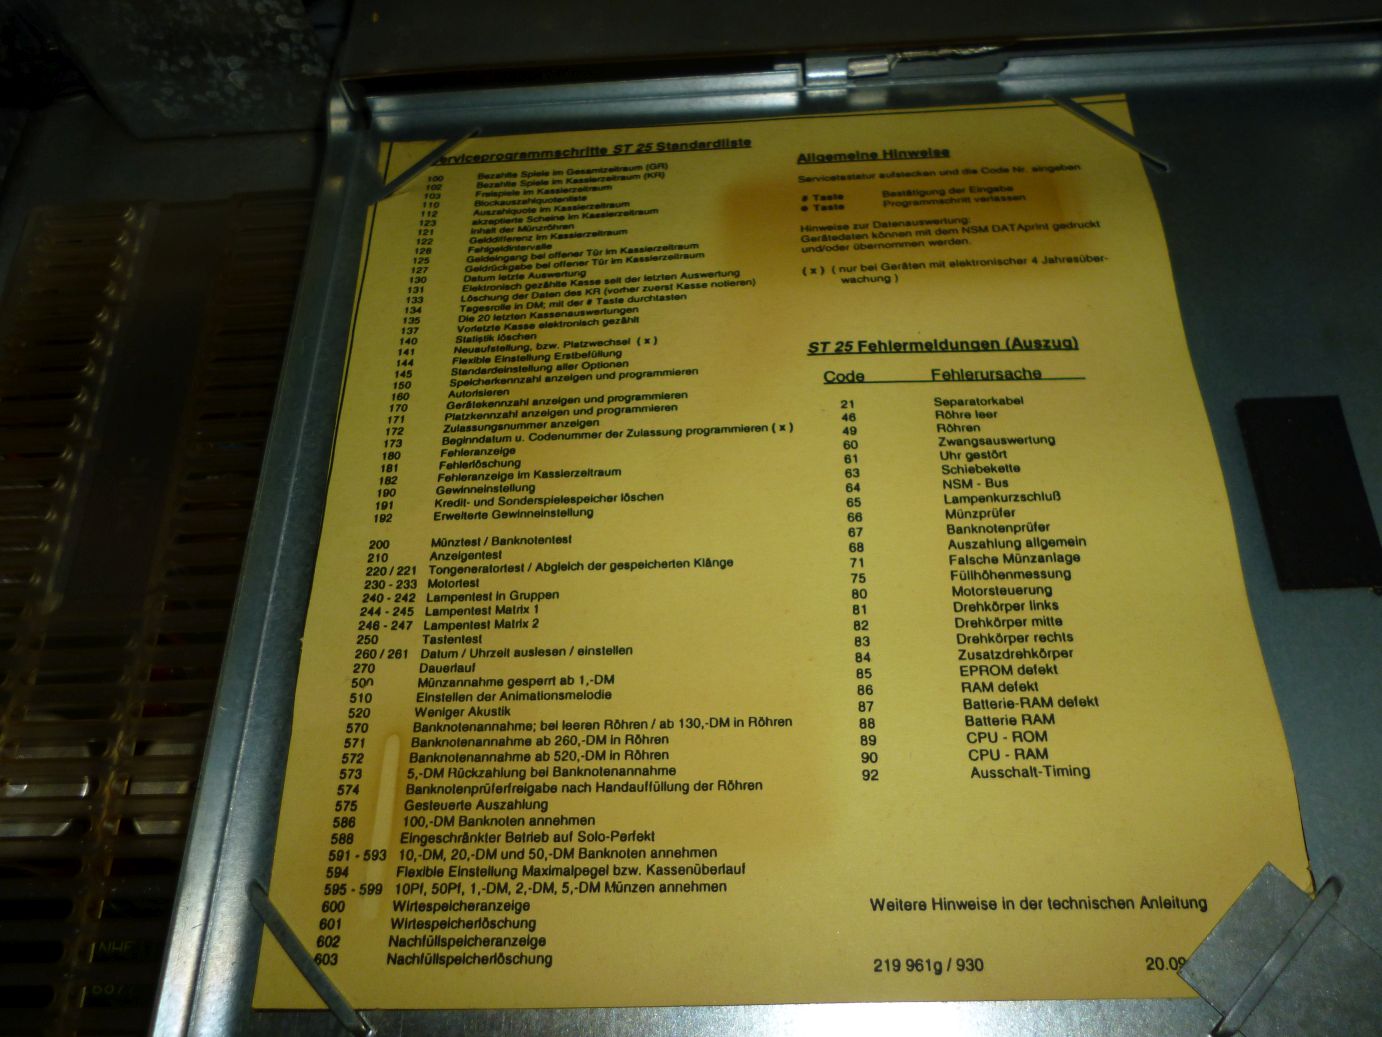 Serviceprogrammschritte ST 25 Standardliste
100 Bezahlte Spiele im Gesamtzeitraum (GR)
102 Bezahlte Spiele im Kassierzeitraum (KR)
103 Freispiele im Kassierzeitraum
110 Blockauszahlquotenliste
112 Auszahlquote im Kassierzeitraum
123 akzeptierte Scheine im Kassierzeitraum
121 Inhalt der Münzröhren
122 Gelddifferenz im Kassierzeitraum
128 Fehlgeldintervalle
125 Geldeingang bei offener Tür im Kassierzeitraum
127 Geldrückgabe bei offener Tür im Kassierzeitraum
130 Datum letzte Auswertung
131 Elektronisch gezählte Kasse seit der letzten Auswertung
133 Löschung der Daten des KR (vorher zuerst Kasse notieren)
134 Tagesrolle in DM; mit der # Taste durchtasten
135 Die 20 letzten Kassenauswertungen
137 Vorletzte Kasse elektronisch gezählt
140 Statistik löschen
141 Neuaufstellung, bzw. Platzwechsel ( x )
144 Flexible Einstellung Erstbefüllung
145 Standardeinstellung aller Optionen
150 Speicherkennzahl anzeigen und programmieren
160 Autorisieren
170 Gerätekennzahl anzeigen und programmieren
171 Platzkennzahl anzeigen und programmieren
172 Zulassungsnummer anzeigen
173 Beginndatum u. Codenummer der Zulassung programmieren ( x )
180 Fehleranzeige
181 Fehlerlöschung
182 Fehleranzeige im Kassierzeitraum
190 Gewinneinstellung
191 Kredit- und Sonderspielespeicher löschen
192 Erweiterte Gewinneinstellung
200 Münztest / Banknotentest
210 Anzeigentest
220 / 221 Tongeneratortest / Abgleich der gespeicherten Klänge
230 - 233 Motortest
240 - 242 Lampentest in Gruppen
244 - 245 Lampentest Matrix 1
246 - 247 Lampentest Matrix 2
250 Tastentest
260 / 261 Datum / Uhrzeit auslesen / einstellen
270 Dauerlauf
500 Münzannahme gesperrt ab 1,-DM
510 Einstellen der Animationsmelodie
520 Weniger Akustik
570 Banknotenannahme; bei leeren Röhren / ab 130,-DM in Röhren
571 Banknotenannahme ab 260,-DM in Röhren
572 Banknotenannahme ab 520,-DM in Röhren
573 5,-DM Rückzahlung bei Banknotenannahme
574 Banknotenprüferfreigabe nach Handauffüllung der Röhren
575 Gesteuerte Auszahlung
586 100,-DM Banknoten annehmen
588 Eingeschränkter Betrieb auf Solo-Perfekt
591 - 593 10,-DM, 20,-DM und 50,-DM Banknoten annehmen
594 Flexible Einstellung Maximalpegel bzw. Kassenüberlauf
595 - 599 10Pf, 50Pf, 1,-DM, 2,-DM, 5,-DM Münzen annehmen
600 Wirtespeicheranzeige
601 Wirtespeicherlöschung
602 Nachfüllspeicheranzeige
603 Nachfüllspeicherlöschung
Allgemeine Hinweise
Servicetastatur aufstecken und die Code Nr. eingeben
# Taste Bestätigung der Eingabe
* Taste Programmschritt verlassen
Hinweise zur Datenauswertung:
Gerätedaten können mit dem NSM DATAprint gedruckt
und/oder übernommen werden.
( x ) ( nur bei Geräten mit elektronischer 4 Jahresüber-
wachung )
ST 25 Fehlermeldungen (Auszug)
Code Fehlerursache
21 Separatorkabel
46 Röhre leer
49 Röhren
60 Zwangsauswertung
61 Uhr gestört
63 Schiebekette
64 NSM - Bus
65 Lampenkurzschluß
66 Münzprüfer
67 Banknotenprüfer
68 Auszahlung allgemein
71 Falsche Münzanlage
75 Füllhöhenmessung
80 Motorsteuerung
81 Drehkörper links
82 Drehkörper mitte
83 Drehkörper rechts
84 Zusatzdrehkörper
85 EPROM defekt
86 RAM defekt
87 Batterie-RAM defekt
88 Batterie RAM
89 CPU - ROM
90 CPU - RAM
92 Ausschalt-Timing
Weitere Hinweise in der technischen Anleitung
219 961g / 930 20.09